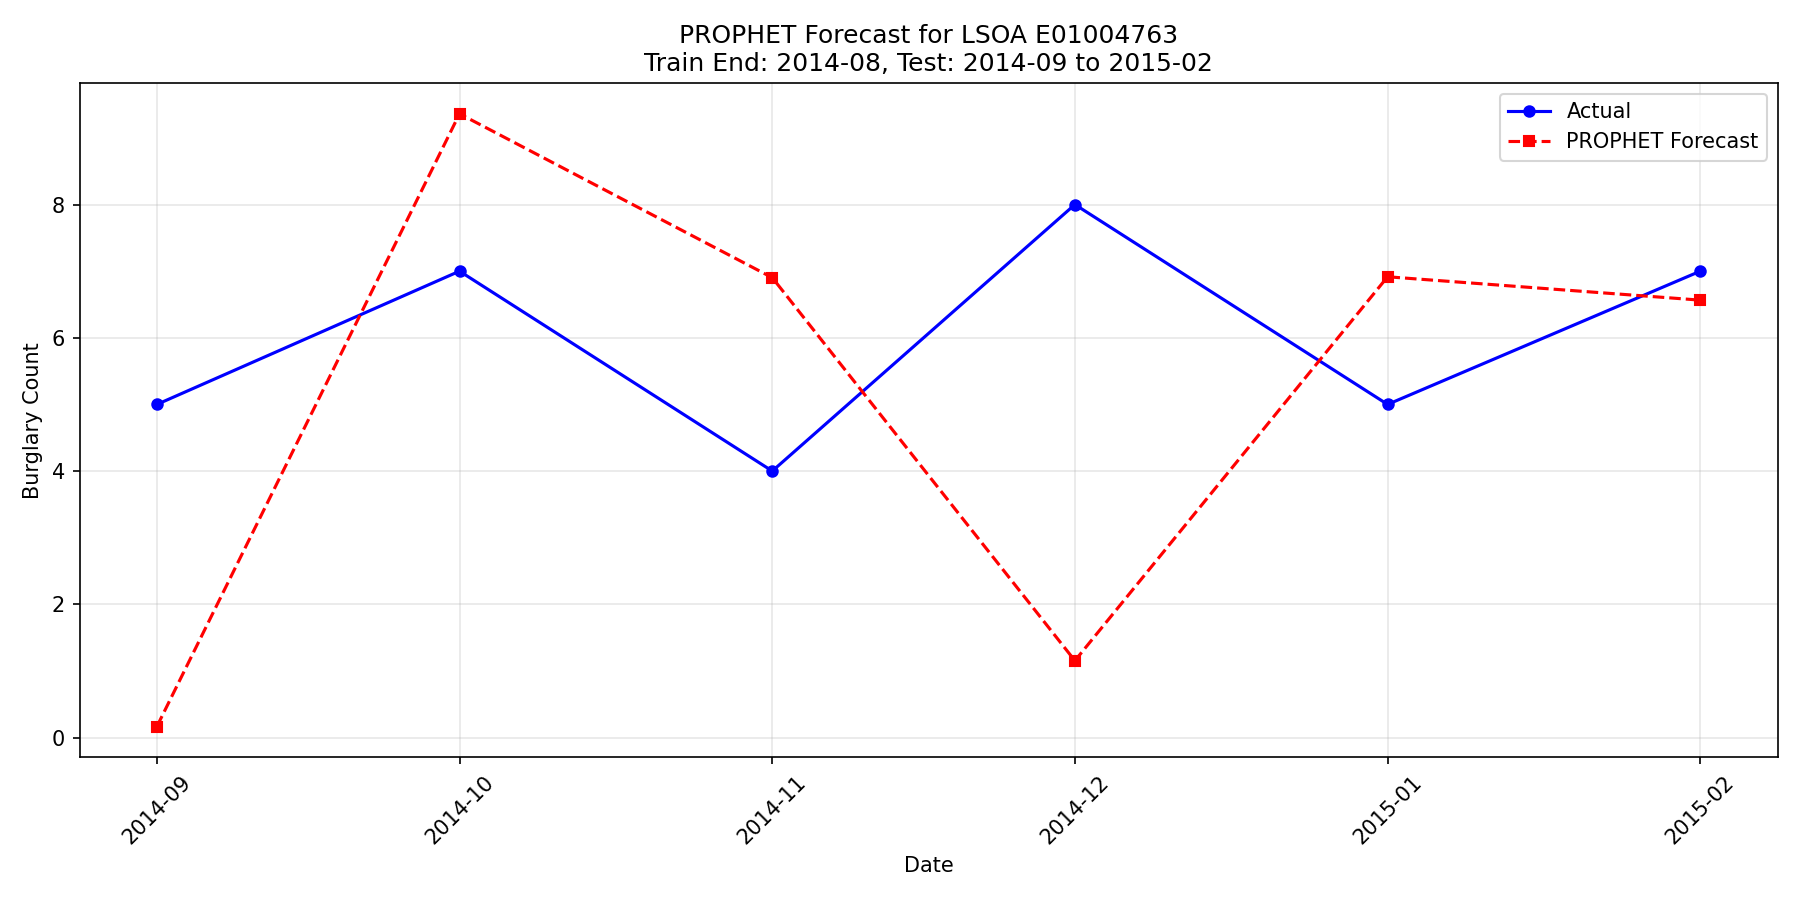 PROPHET Forecast for LSOA E01004763
Train End: 2014-08, Test: 2014-09 to 2015-02
Actual
PROPHET Forecast
Burglary Count
8
6
4
2
0
2014-09
2014-10
2014-11
2014-12
2015-01
2015-02
Date